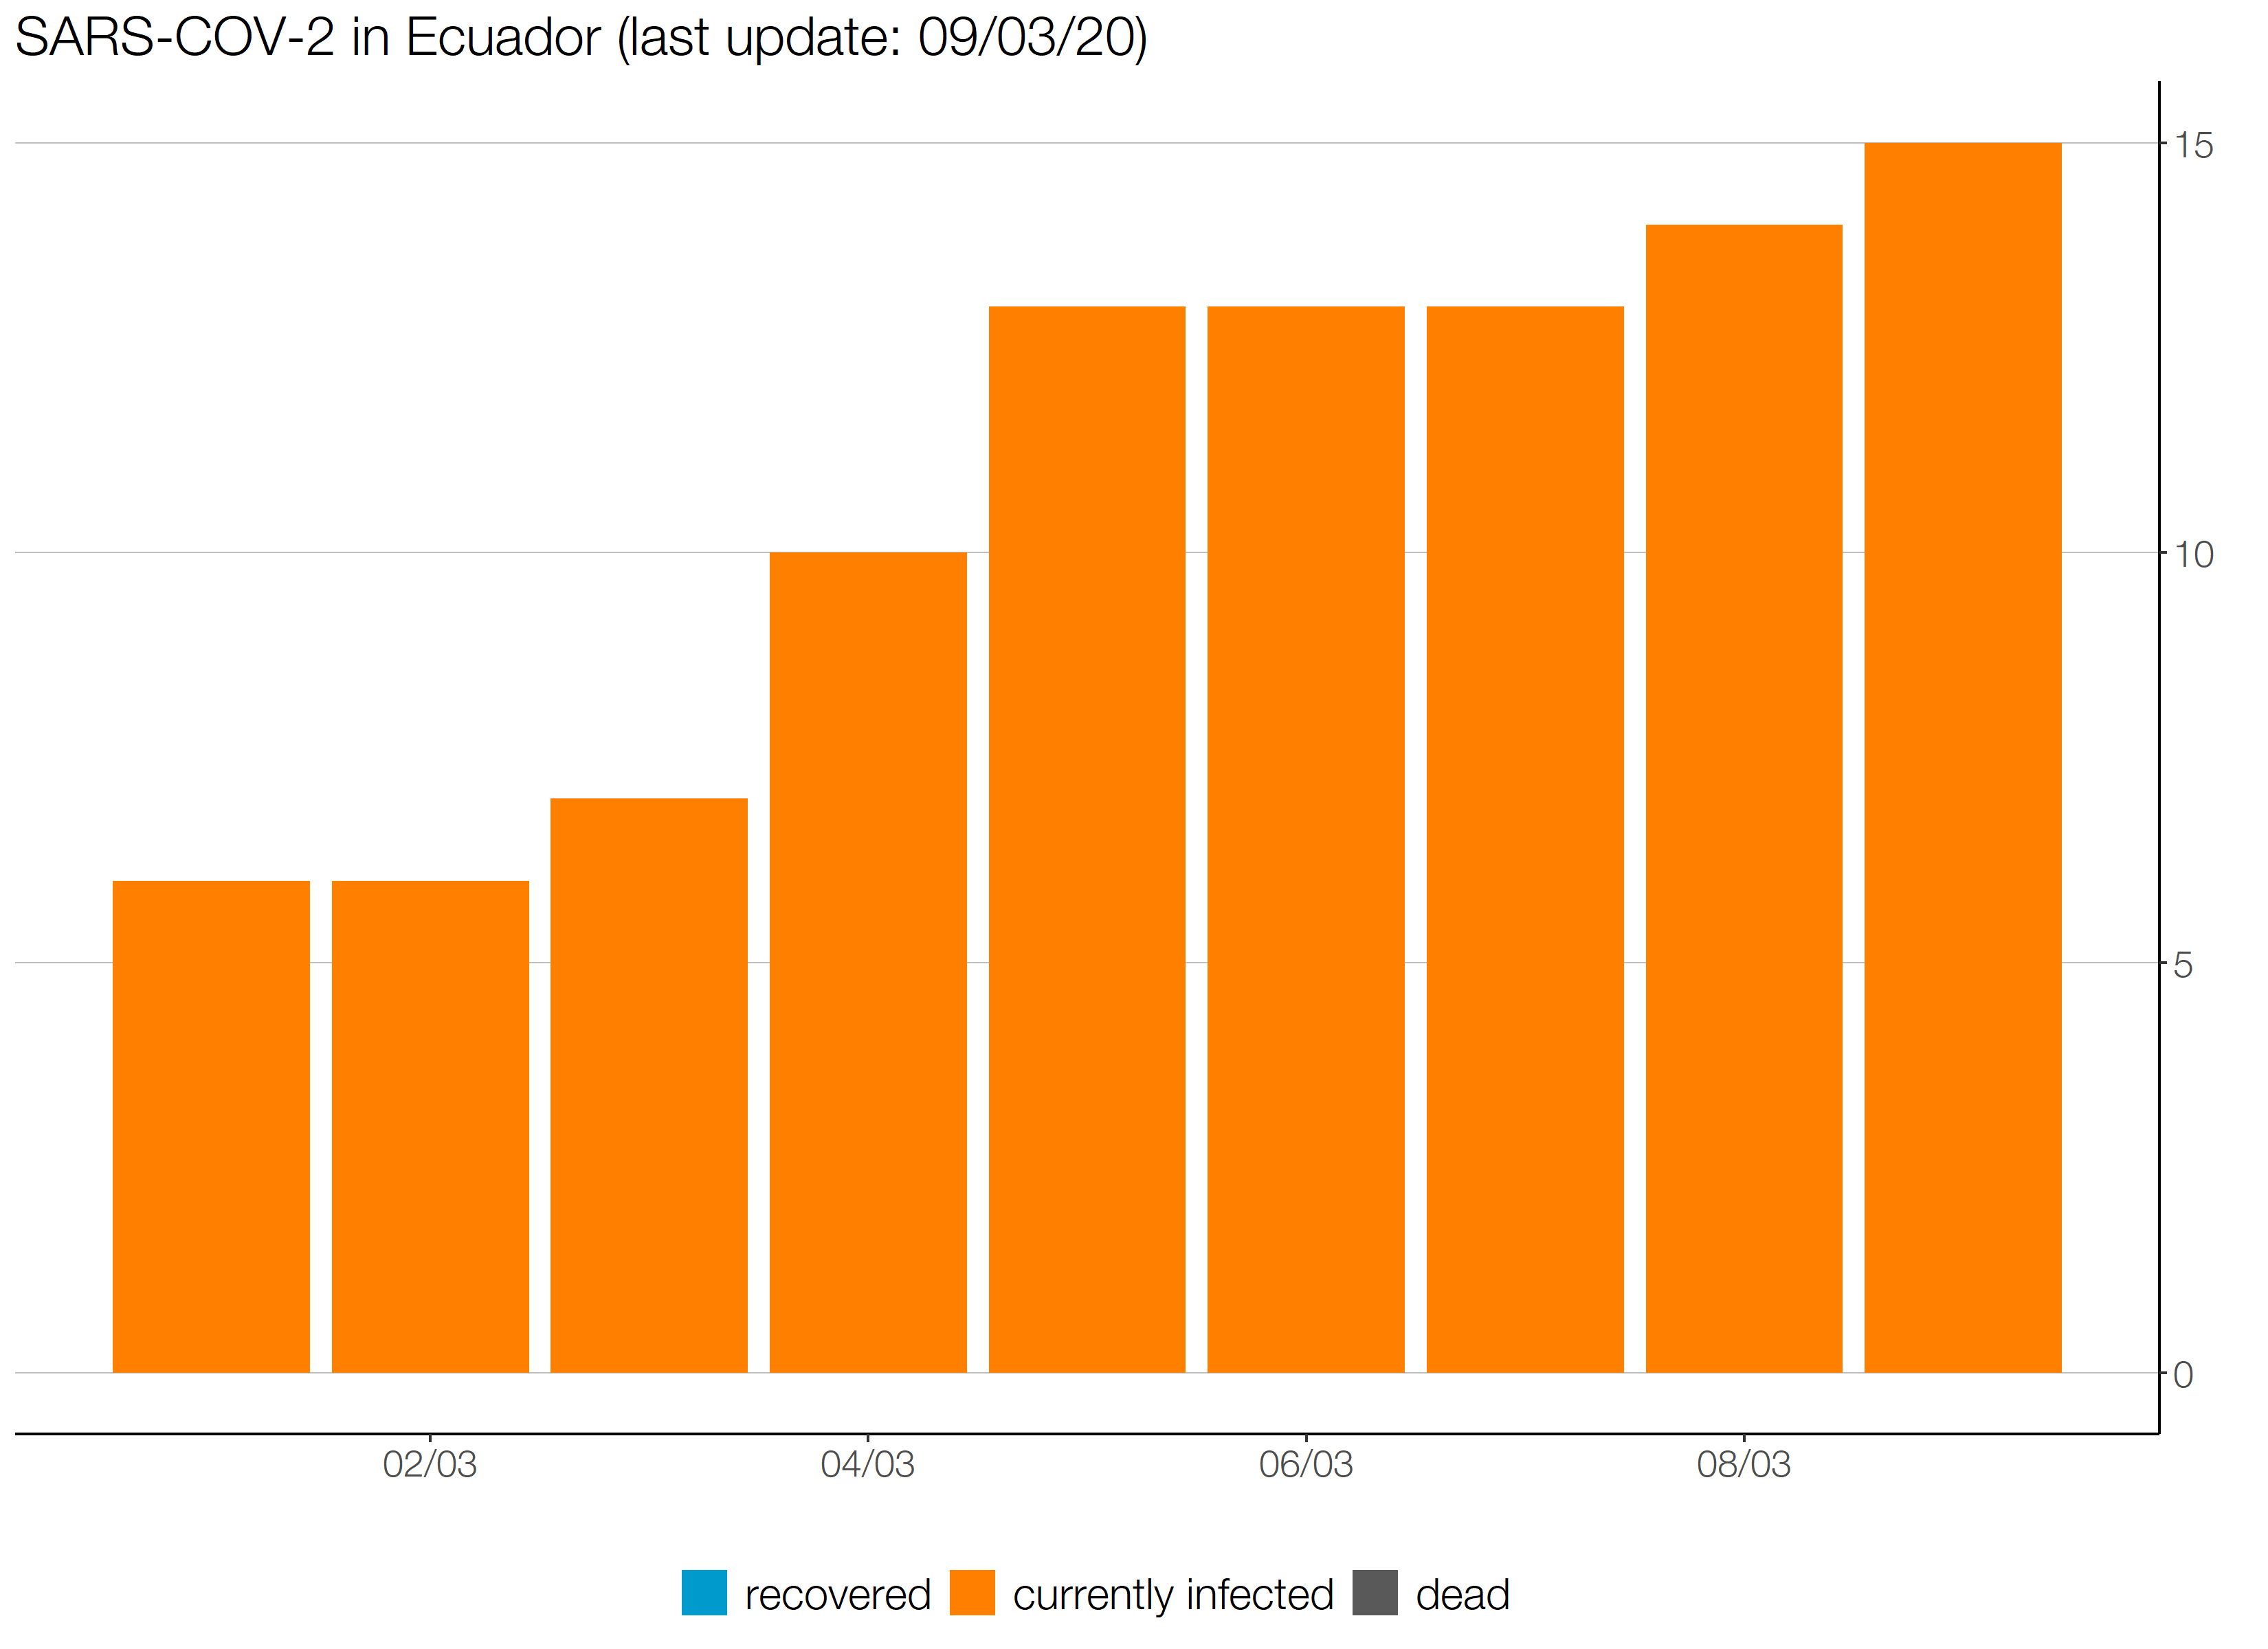 SARS-COV-2 in Ecuador (last update: 09/03/20)
15
10
5
0
02/03 04/03 06/03 08/03
recovered currently infected dead